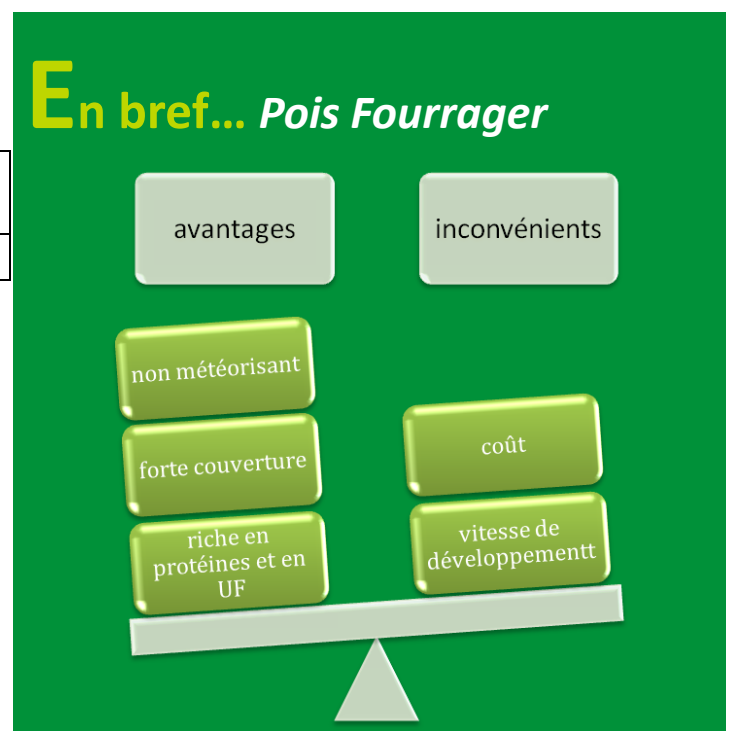 En bref... Pois Fourrager
avantages
inconvénients
non météorisant
forte couverture
riche en
protéines et en
UF
coût
vitesse de
développementt